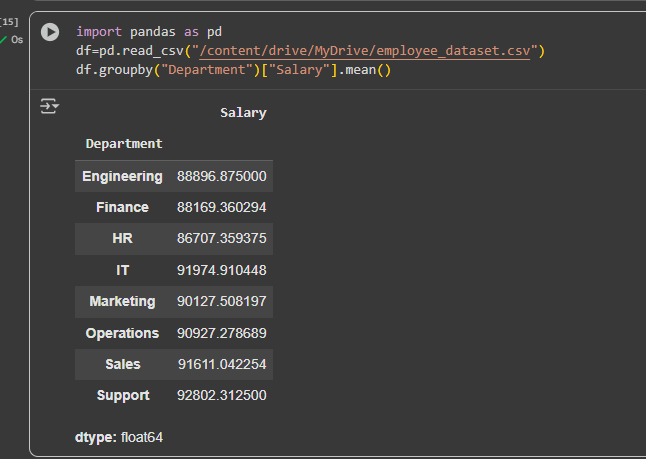 [15]
✓ 0s
import pandas as pd
df=pd.read_csv("/content/drive/MyDrive/employee_dataset.csv")
df.groupby("Department")["Salary"].mean()
Salary
Department
Engineering 88896.875000
Finance 88169.360294
HR 86707.359375
IT 91974.910448
Marketing 90127.508197
Operations 90927.278689
Sales 91611.042254
Support 92802.312500
dtype: float64